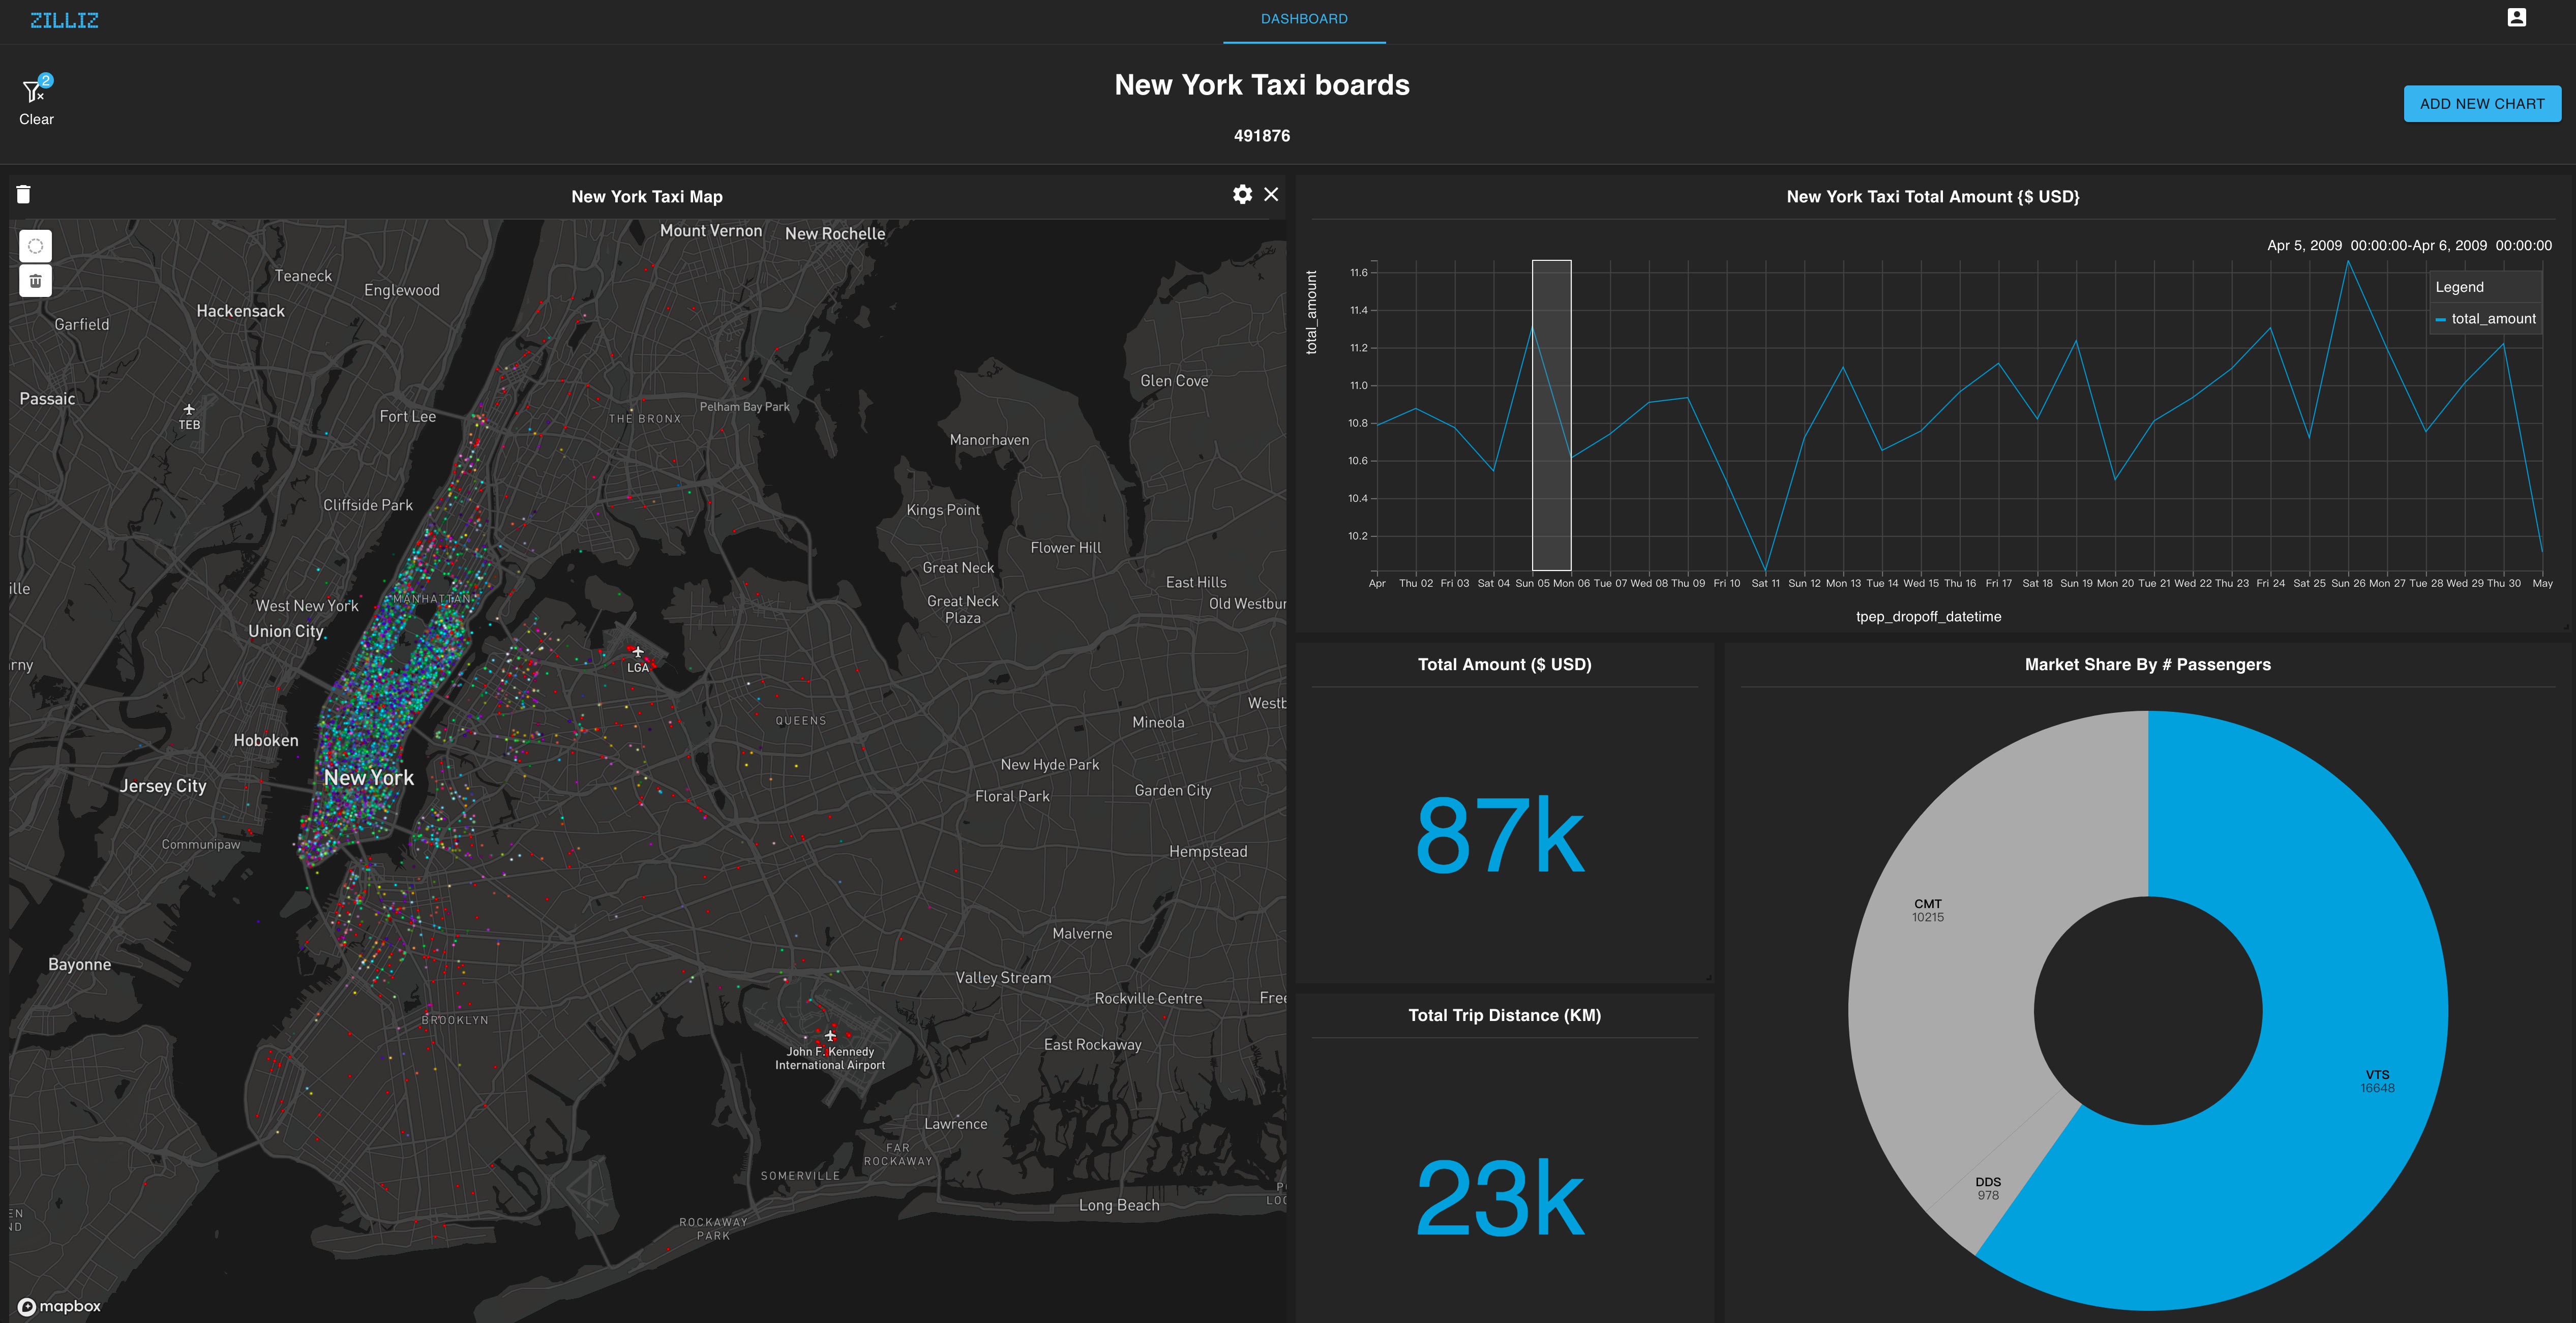 ZILLIZ
DASHBOARD
2
Clear
New York Taxi boards
491876
ADD NEW CHART
New York Taxi Map
Mount Vernon
New Rochelle
Teaneck
Englewood
Hackensack
Garfield
Glen Cove
Passaic
TEB
Fort Lee
THE BRONX
Pelham Bay Park
Manorhaven
Cliffside Park
Kings Point
Flower Hill
Great Neck
East Hills
ille
MANHATTAN
West New York
Great Neck
Plaza
Old Westbur
Union City
rny
LGA
Westb
QUEENS
Mineola
Hoboken
New York
New Hyde Park
Jersey City
Floral Park
Garden City
Communipaw
Hempstead
Malverne
Bayonne
Valley Stream
Rockville Centre
Free
BROOKLYN
John F. Kennedy
International Airport
East Rockaway
Lawrence
FAR
ROCKAWAY
SOMERVILLE
Long Beach
P
LOO
EN
ND
ROCKAWAY
PARK
mapbox
New York Taxi Total Amount {$ USD}
Apr 5, 2009 00:00:00-Apr 6, 2009 00:00:00
total_amount
11.6
11.4
11.2
11.0
10.8
10.6
10.4
10.2
Legend
total_amount
Apr Thu 02 Fri 03 Sat 04 Sun 05 Mon 06 Tue 07 Wed 08 Thu 09 Fri 10 Sat 11 Sun 12 Mon 13 Tue 14 Wed 15 Thu 16 Fri 17 Sat 18 Sun 19 Mon 20 Tue 21 Wed 22 Thu 23 Fri 24 Sat 25 Sun 26 Mon 27 Tue 28 Wed 29 Thu 30 May
tpep_dropoff_datetime
Total Amount ($ USD)
87k
Total Trip Distance (KM)
23k
Market Share By # Passengers
CMT
10215
VTS
16648
DDS
978